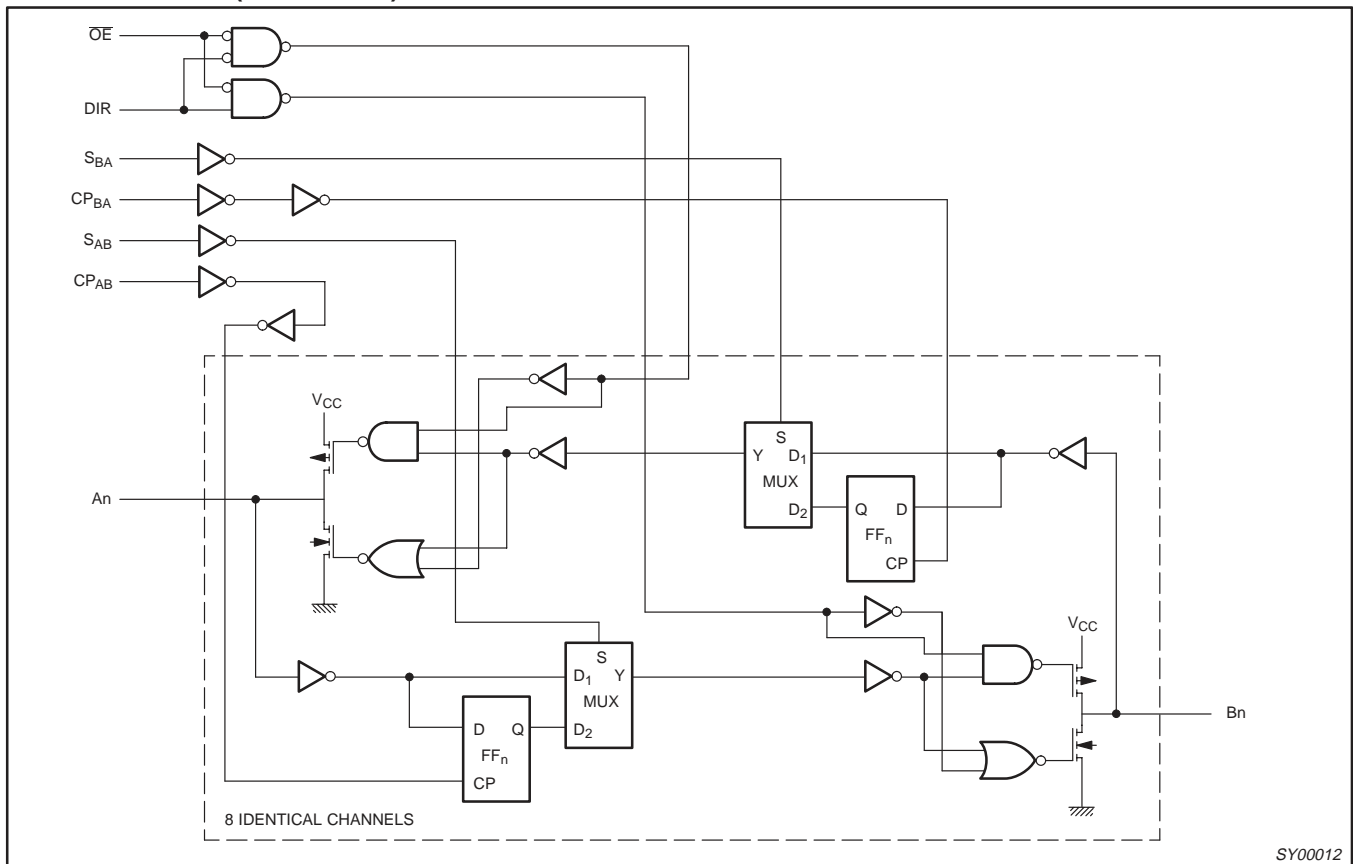 OE
DIR
SBA
CPBA
SAB
CPAB
VCC
S
Y D1
MUX
D2
Q D
FFn
CP
An
VCC
S
D1 Y
MUX
D2
D Q
FFn
CP
Bn
8 IDENTICAL CHANNELS
SY00012